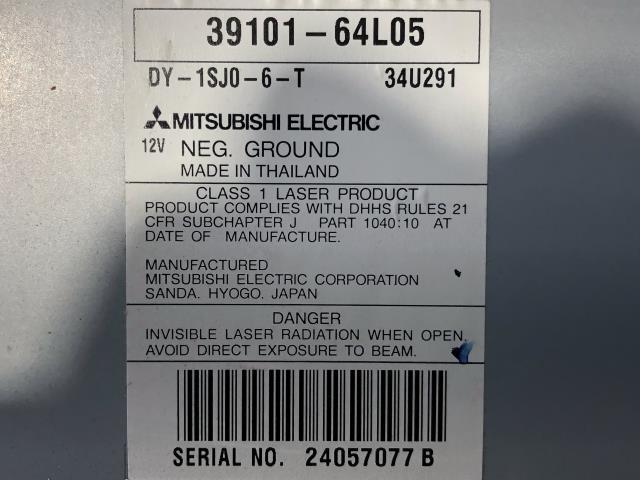 39101-64L05
DY-1SJ0-6-T 34U291
MITSUBISHI ELECTRIC
12V NEG. GROUND
MADE IN THAILAND
CLASS 1 LASER PRODUCT
PRODUCT COMPLIES WITH DHHS RULES 21
CFR SUBCHAPTER J PART 1040:10 AT
DATE OF MANUFACTURE.
MANUFACTURED
MITSUBISHI ELECTRIC CORPORATION
SANDA. HYOGO. JAPAN
DANGER
INVISIBLE LASER RADIATION WHEN OPEN.
AVOID DIRECT EXPOSURE TO BEAM.
SERIAL NO. 24057077 B